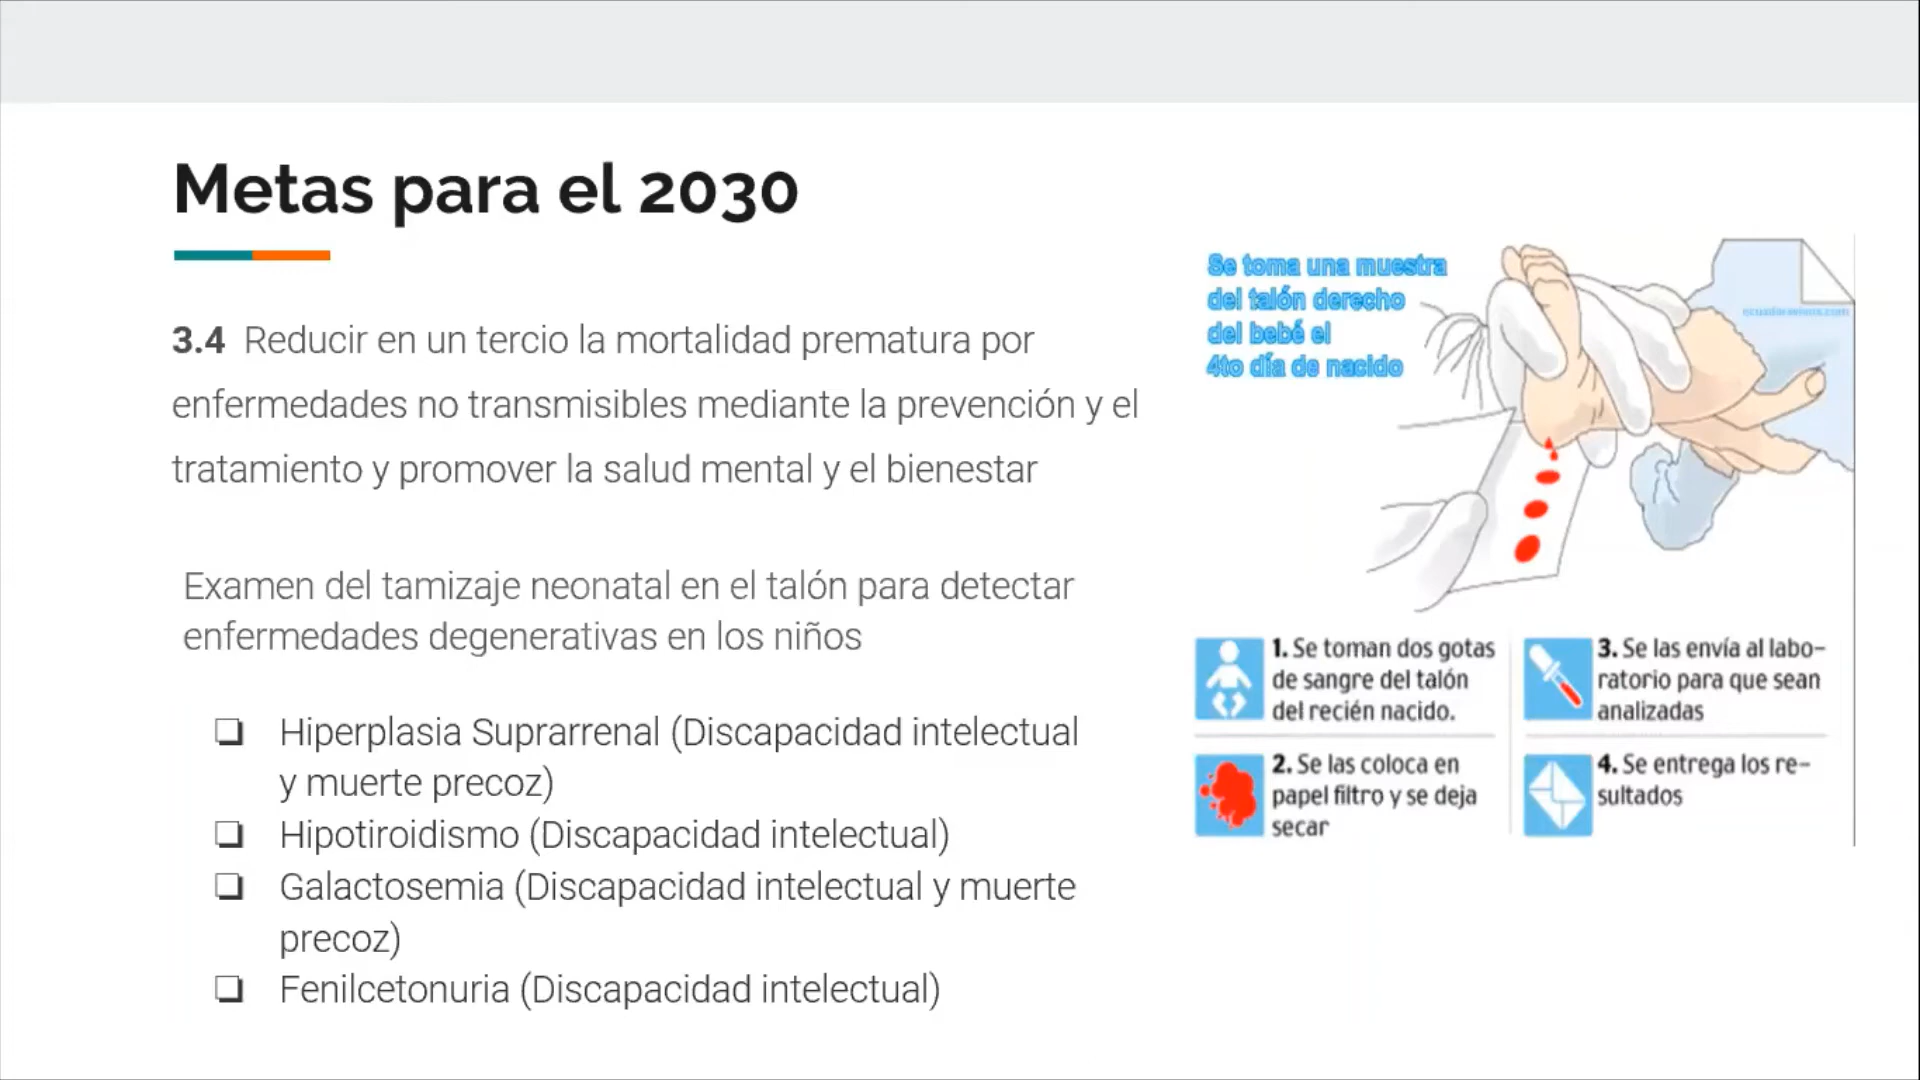 Metas para el 2030
3.4 Reducir en un tercio la mortalidad prematura por
enfermedades no transmisibles mediante la prevención y el
tratamiento y promover la salud mental y el bienestar
Examen del tamizaje neonatal en el talón para detectar
enfermedades degenerativas en los niños
❏ Hiperplasia Suprarrenal (Discapacidad intelectual
y muerte precoz)
❏ Hipotiroidismo (Discapacidad intelectual)
❏ Galactosemia (Discapacidad intelectual y muerte
precoz)
❏ Fenilcetonuria (Discapacidad intelectual)
Se toma una muestra
del talón derecho
del bebé el
4to día de nacido
1. Se toman dos gotas
de sangre del talón
del recién nacido.
2. Se las coloca en
papel filtro y se deja
secar
3. Se las envía al labo-
ratorio para que sean
analizadas
4. Se entrega los re-
sultados